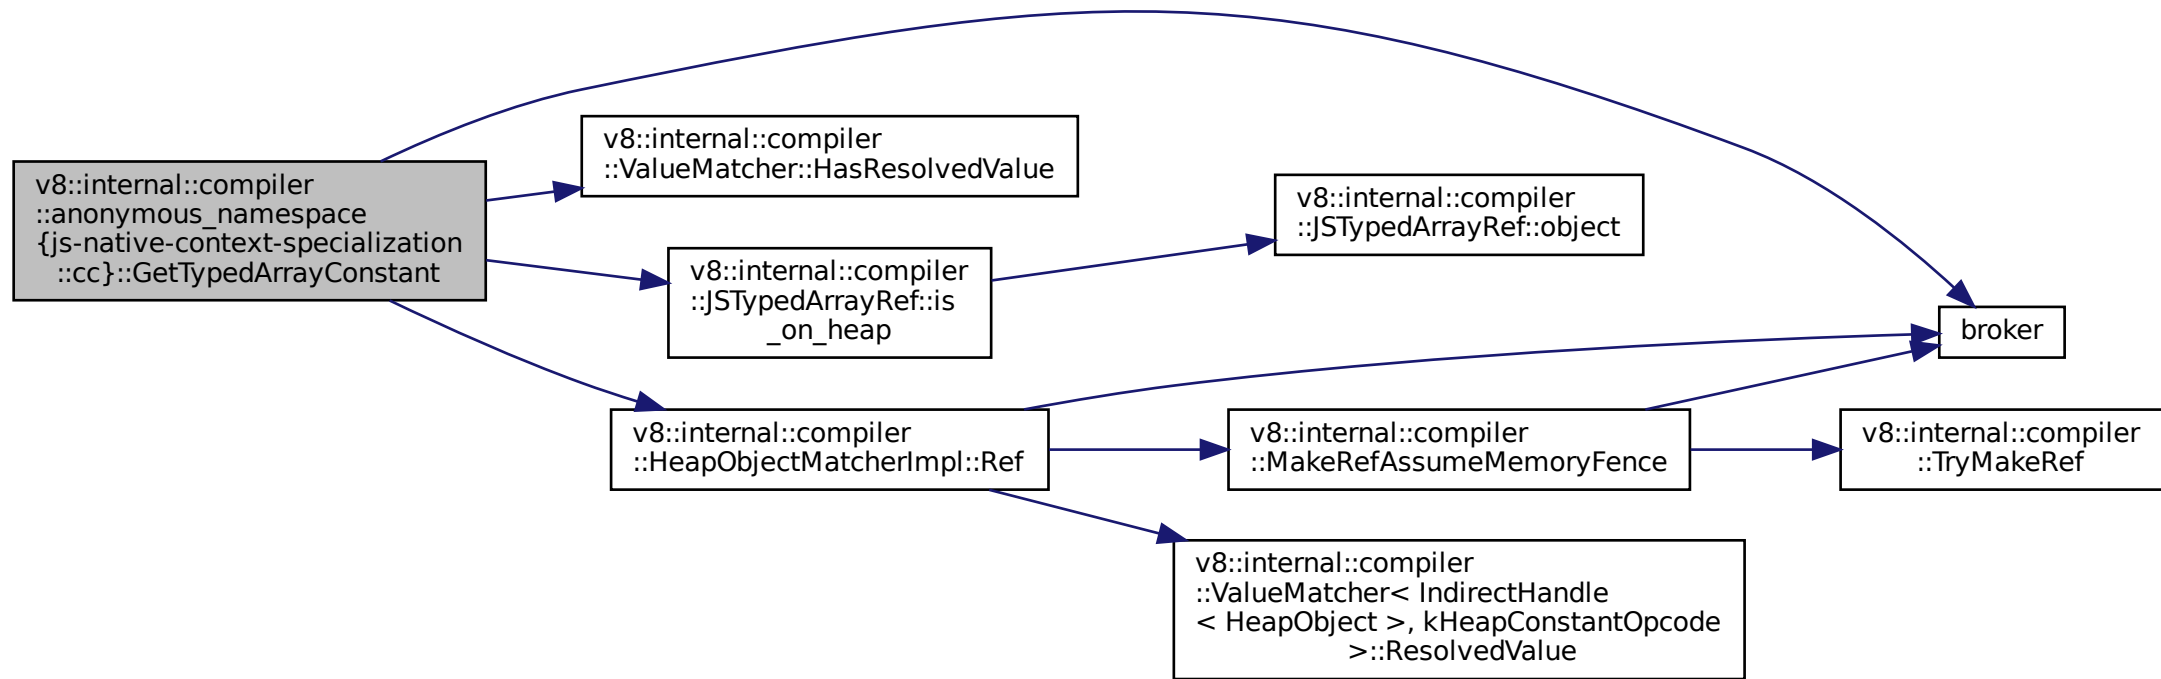 v8::internal::compiler
::anonymous_namespace
{js-native-context-specialization
::cc}::GetTypedArrayConstant
v8::internal::compiler
::ValueMatcher::HasResolvedValue
v8::internal::compiler
::JSTypedArrayRef::is
_on_heap
v8::internal::compiler
::JSTypedArrayRef::object
broker
v8::internal::compiler
::HeapObjectMatcherImpl::Ref
v8::internal::compiler
::MakeRefAssumeMemoryFence
v8::internal::compiler
::TryMakeRef
v8::internal::compiler
::ValueMatcher< IndirectHandle
< HeapObject >, kHeapConstantOpcode
>::ResolvedValue